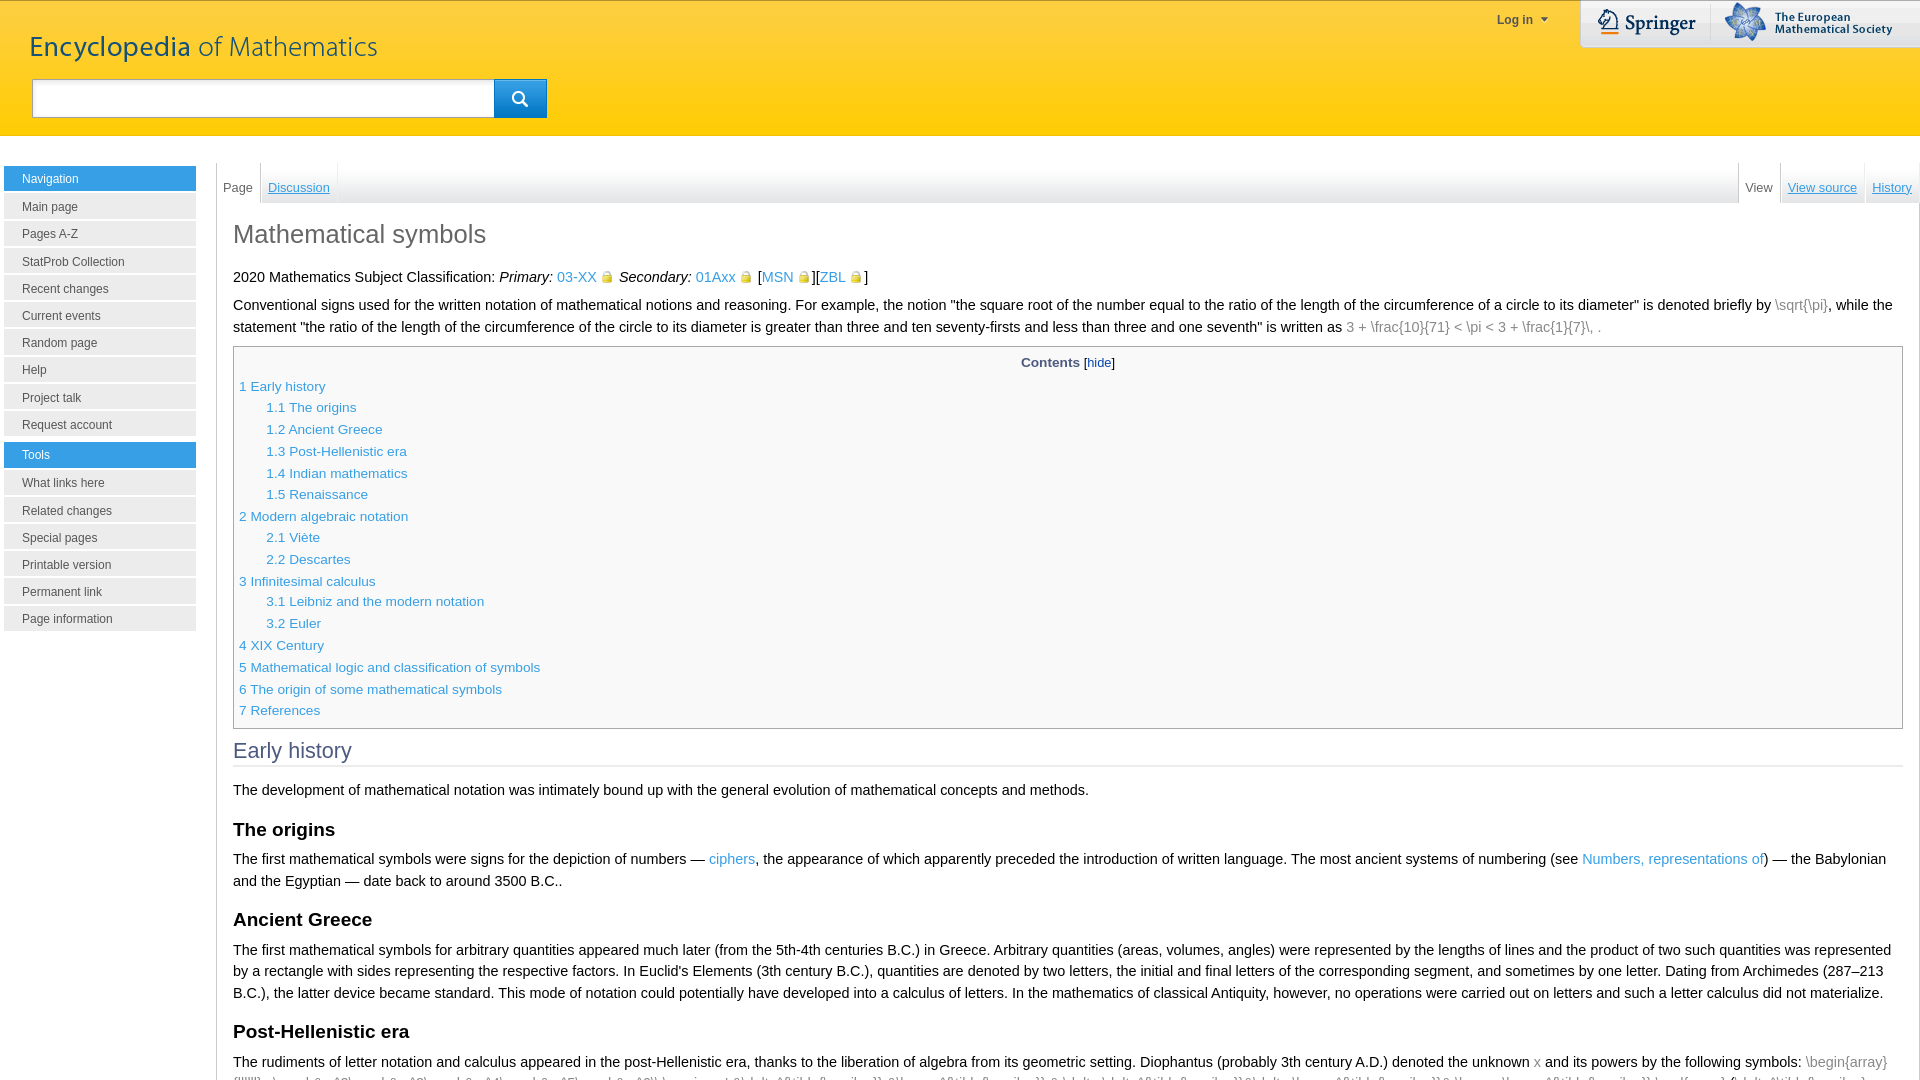 Log in
Springer
The European
Mathematical Society
Encyclopedia of Mathematics
Navigation
Main page
Pages A-Z
StatProb Collection
Recent changes
Current events
Random page
Help
Project talk
Request account
Tools
What links here
Related changes
Special pages
Printable version
Permanent link
Page information
Page Discussion
View View source History
Mathematical symbols
2020 Mathematics Subject Classification: Primary: 03-XX Secondary: 01Axx [MSN][ZBL]
Conventional signs used for the written notation of mathematical notions and reasoning. For example, the notion "the square root of the number equal to the ratio of the length of the circumference of a circle to its diameter" is denoted briefly by \sqrt{\pi}, while the
statement "the ratio of the length of the circumference of the circle to its diameter is greater than three and ten seventy-firsts and less than three and one seventh" is written as 3 + \frac{10}{71} < \pi < 3 + \frac{1}{7}\, .
Contents [hide]
1 Early history
1.1 The origins
1.2 Ancient Greece
1.3 Post-Hellenistic era
1.4 Indian mathematics
1.5 Renaissance
2 Modern algebraic notation
2.1 Viète
2.2 Descartes
3 Infinitesimal calculus
3.1 Leibniz and the modern notation
3.2 Euler
4 XIX Century
5 Mathematical logic and classification of symbols
6 The origin of some mathematical symbols
7 References
Early history
The development of mathematical notation was intimately bound up with the general evolution of mathematical concepts and methods.
The origins
The first mathematical symbols were signs for the depiction of numbers — ciphers, the appearance of which apparently preceded the introduction of written language. The most ancient systems of numbering (see Numbers, representations of) — the Babylonian
and the Egyptian — date back to around 3500 B.C..
Ancient Greece
The first mathematical symbols for arbitrary quantities appeared much later (from the 5th-4th centuries B.C.) in Greece. Arbitrary quantities (areas, volumes, angles) were represented by the lengths of lines and the product of two such quantities was represented
by a rectangle with sides representing the respective factors. In Euclid's Elements (3th century B.C.), quantities are denoted by two letters, the initial and final letters of the corresponding segment, and sometimes by one letter. Dating from Archimedes (287–213
B.C.), the latter device became standard. This mode of notation could potentially have developed into a calculus of letters. In the mathematics of classical Antiquity, however, no operations were carried out on letters and such a letter calculus did not materialize.
Post-Hellenistic era
The rudiments of letter notation and calculus appeared in the post-Hellenistic era, thanks to the liberation of algebra from its geometric setting. Diophantus (probably 3th century A.D.) denoted the unknown x and its powers by the following symbols: \begin{array}